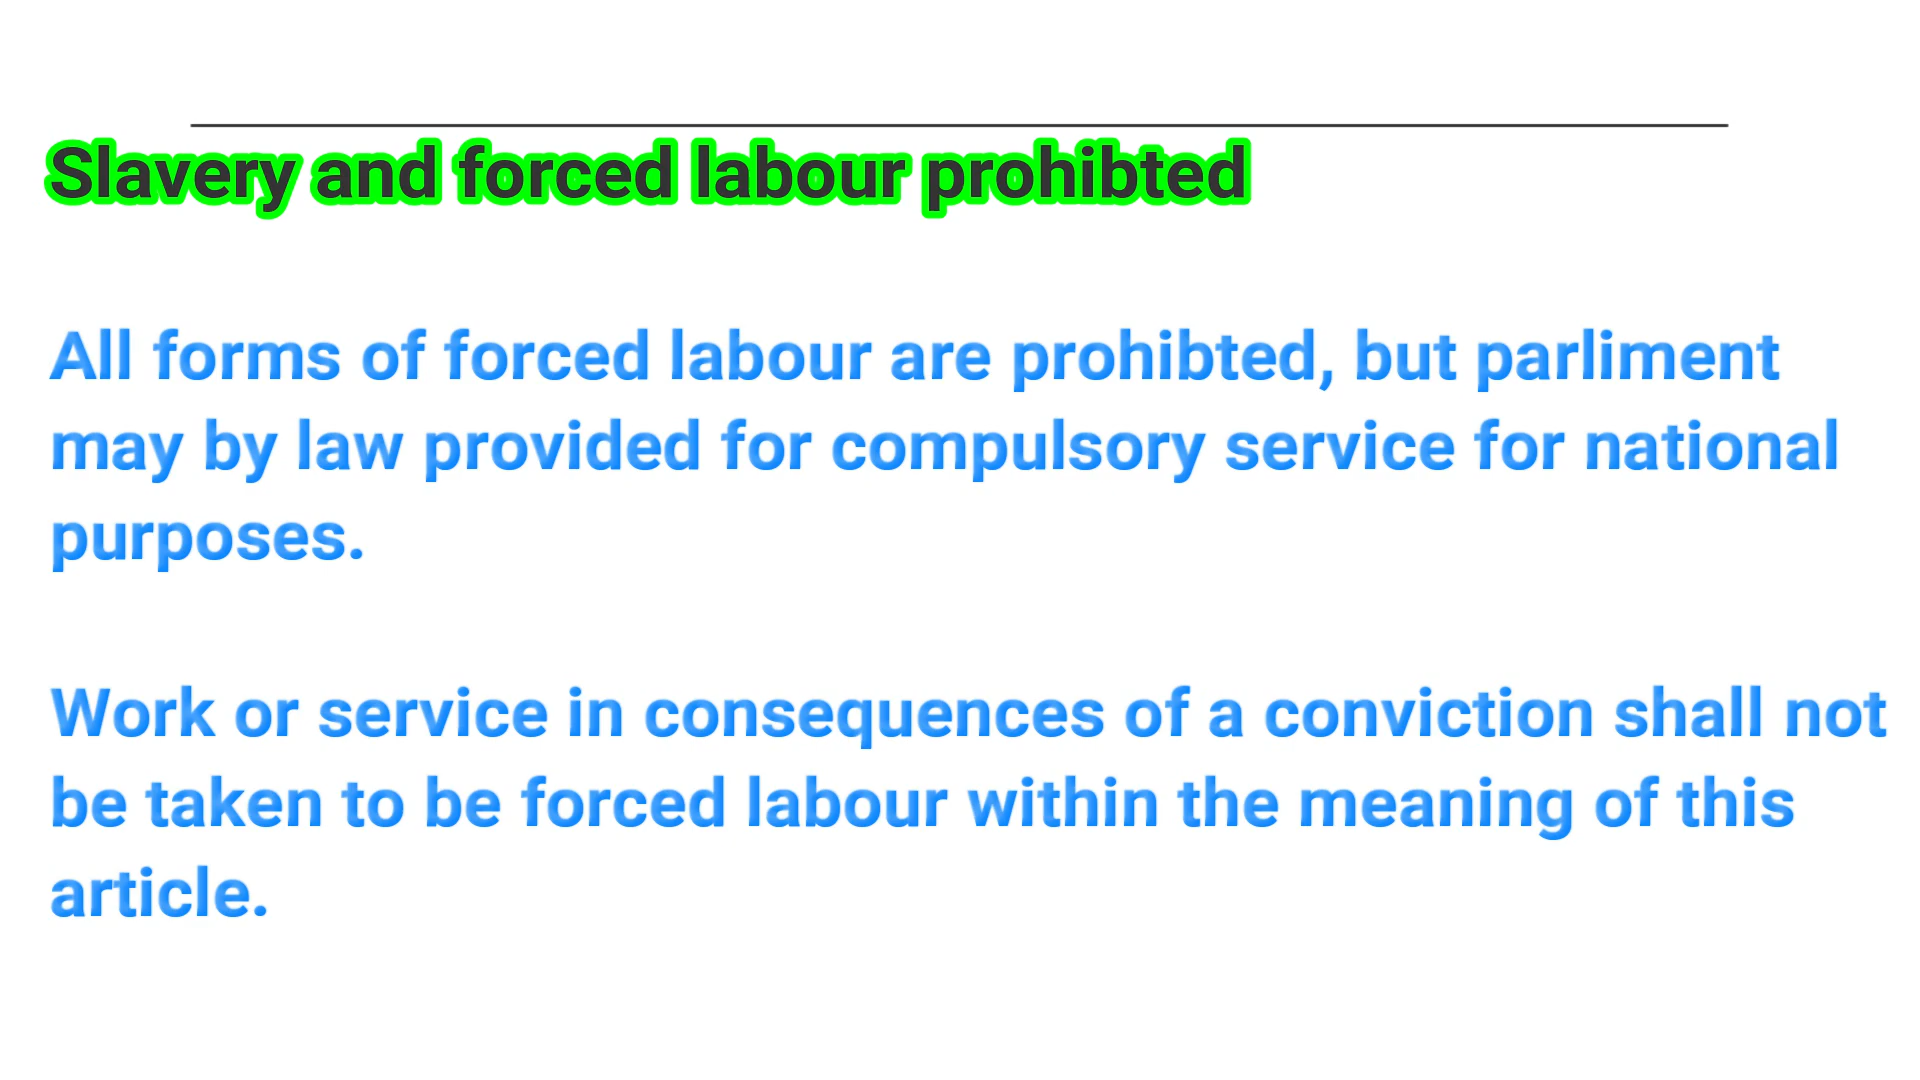 Slavery and forced labour prohibted
All forms of forced labour are prohibted, but parliment
may by law provided for compulsory service for national
purposes.
Work or service in consequences of a conviction shall not
be taken to be forced labour within the meaning of this
article.